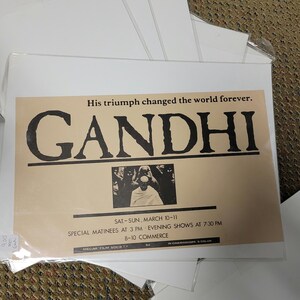 His triumph changed the world forever.
GANDHI
SAT-SUN MARCH 10-11
SPECIAL MATINEES AT 3 PM · EVENING SHOWS AT 7:30 PM
8-10 COMMERCE